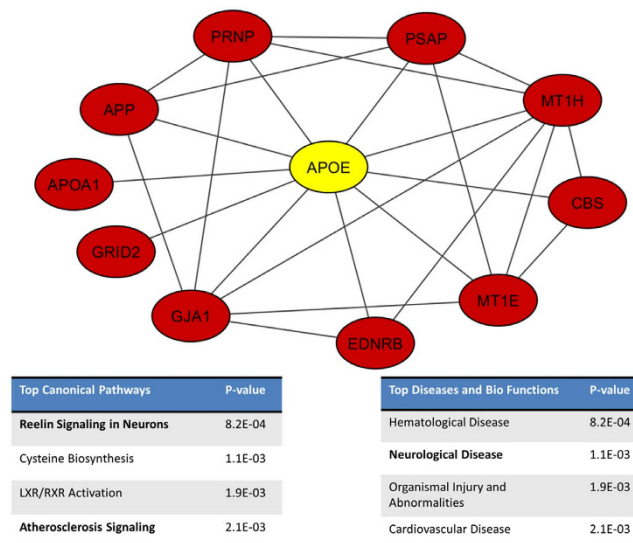 PRNP
PSAP
APP
MT1H
APOE
APOA1
CBS
GRID2
MT1E
GJA1
EDNRB
Top Canonical Pathways P-value
Reelin Signaling in Neurons 8.2E-04
Cysteine Biosynthesis 1.1E-03
LXR/RXR Activation 1.9E-03
Atherosclerosis Signaling 2.1E-03
Top Diseases and Bio Functions P-value
Hematological Disease 8.2E-04
Neurological Disease 1.1E-03
Organismal Injury and
Abnormalities 1.9E-03
Cardiovascular Disease 2.1E-03